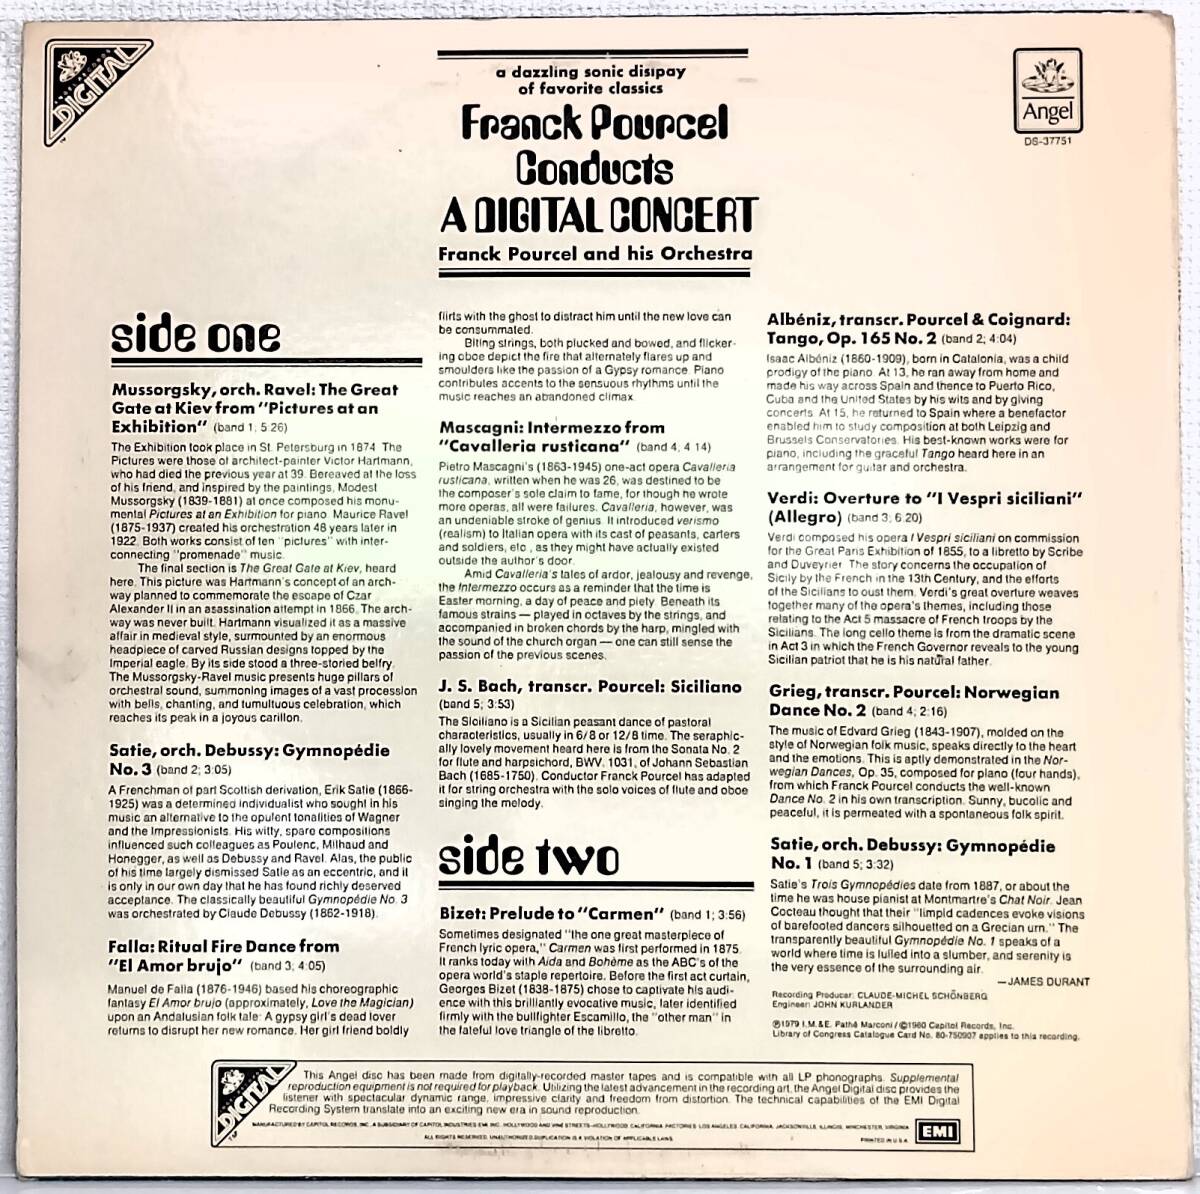 DIGITAL
a dazzling sonic disipay
of favorite classics
Franck Pourcel
Conducts
A DIGITAL CONCERT
Franck Pourcel and his Orchestra
Angel
DS-37751
side one
Mussorgsky, orch. Ravel: The Great
Gate at Kiev from "Pictures at an
Exhibition" (band 1; 5:26)
The Exhibition took place in St. Petersburg in 1874. The
Pictures were those of architect-painter Victor Hartmann,
who had died the previous year at 39. Bereaved at the loss
of his friend, and inspired by the paintings, Modest
Mussorgsky (1839-1881) at once composed his monu-
mental Pictures at an Exhibition for piano. Maurice Ravel
(1875-1937) created his orchestration 48 years later in
1922. Both works consist of ten "pictures" with inter-
connecting "promenade" music.
The final section is The Great Gate at Kiev, heard
here. This picture was Hartmann's concept of an arch-
way planned to commemorate the escape of Czar
Alexander II in an asassination attempt in 1866. The arch-
way was never built. Hartmann visualized it as a massive
affair in medieval style, surmounted by an enormous
headpiece of carved Russian designs topped by the
Imperial eagle. By its side stood a three-storied belfry.
The Mussorgsky-Ravel music presents huge pillars of
orchestral sound, summoning images of a vast procession
with bells, chanting, and tumultuous celebration, which
reaches its peak in a joyous carillon.
Satie, orch. Debussy: Gymnopédie
No. 3 (band 2; 3:05)
A Frenchman of part Scottish derivation, Erik Satie (1866-
1925) was a determined individualist who sought in his
music an alternative to the opulent tonalities of Wagner
and the Impressionists. His witty, spare compositions
influenced such colleagues as Poulenc, Milhaud and
Honegger, as well as Debussy and Ravel. Alas, the public
of his time largely dismissed Satie as an eccentric, and it
is only in our own day that he has found richly deserved
acceptance. The classically beautiful Gymnopédie No. 3
was orchestrated by Claude Debussy (1862-1918).
Falla: Ritual Fire Dance from
"El Amor brujo" (band 3; 4:05)
Manuel de Falla (1876-1946) based his choreographic
fantasy El Amor brujo (approximately, Love the Magician)
upon an Andalusian folk tale: A gypsy girl's dead lover
returns to disrupt her new romance. Her girl friend boldly
flirts with the ghost to distract him until the new love can
be consummated.
Biting strings, both plucked and bowed, and flicker-
ing oboe depict the fire that alternately flares up and
smoulders like the passion of a Gypsy romance. Piano
contributes accents to the sensuous rhythms until the
music reaches an abandoned climax.
Mascagni: Intermezzo from
"Cavalleria rusticana" (band 4; 4:14)
Pietro Mascagni's (1863-1945) one-act opera Cavalleria
rusticana, written when he was 26, was destined to be
the composer's sole claim to fame, for though he wrote
more operas, all were failures. Cavalleria, however, was
an undeniable stroke of genius. It introduced verismo
(realism) to Italian opera with its cast of peasants, carters
and soldiers, etc., as they might have actually existed
outside the author's door.
Amid Cavalleria's tales of ardor, jealousy and revenge,
the Intermezzo occurs as a reminder that the time is
Easter morning, a day of peace and piety. Beneath its
famous strains — played in octaves by the strings, and
accompanied in broken chords by the harp, mingled with
the sound of the church organ — one can still sense the
passion of the previous scenes.
J. S. Bach, transcr. Pourcel: Siciliano
(band 5; 3:53)
The Siciliano is a Sicilian peasant dance of pastoral
characteristics, usually in 6/8 or 12/8 time. The seraphic-
ally lovely movement heard here is from the Sonata No. 2
for flute and harpsichord, BWV. 1031, of Johann Sebastian
Bach (1685-1750). Conductor Franck Pourcel has adapted
it for string orchestra with the solo voices of flute and oboe
singing the melody.
side two
Bizet: Prelude to "Carmen" (band 1; 3:56)
Sometimes designated "the one great masterpiece of
French lyric opera," Carmen was first performed in 1875.
It ranks today with Aida and Bohème as the ABC's of the
opera world's staple repertoire. Before the first act curtain,
Georges Bizet (1838-1875) chose to captivate his audi-
ence with this brilliantly evocative music, later identified
firmly with the bullfighter Escamillo, the "other man" in
the fateful love triangle of the libretto.
Albéniz, transcr. Pourcel & Coignard:
Tango, Op. 165 No. 2 (band 2; 4:04)
Isaac Albéniz (1860-1909), born in Catalonia, was a child
prodigy of the piano. At 13, he ran away from home and
made his way across Spain and thence to Puerto Rico,
Cuba and the United States by his wits and by giving
concerts. At 15, he returned to Spain where a benefactor
enabled him to study composition at both Leipzig and
Brussels Conservatories. His best-known works were for
piano, including the graceful Tango heard here in an
arrangement for guitar and orchestra.
Verdi: Overture to "I Vespri siciliani"
(Allegro) (band 3; 6:20)
Verdi composed his opera I Vespri siciliani on commission
for the Great Paris Exhibition of 1855, to a libretto by Scribe
and Duveyrier. The story concerns the occupation of
Sicily by the French in the 13th Century, and the efforts
of the Sicilians to oust them. Verdi's great overture weaves
together many of the opera's themes, including those
relating to the Act 5 massacre of French troops by the
Sicilians. The long cello theme is from the dramatic scene
in Act 3 in which the French Governor reveals to the young
Sicilian patriot that he is his natural father.
Grieg, transcr. Pourcel: Norwegian
Dance No. 2 (band 4; 2:16)
The music of Edvard Grieg (1843-1907), molded on the
style of Norwegian folk music, speaks directly to the heart
and the emotions. This is aptly demonstrated in the Nor-
wegian Dances, Op. 35, composed for piano (four hands),
from which Franck Pourcel conducts the well-known
Dance No. 2 in his own transcription. Sunny, bucolic and
peaceful, it is permeated with a spontaneous folk spirit.
Satie, orch. Debussy: Gymnopédie
No. 1 (band 5; 3:32)
Satie's Trois Gymnopédies date from 1887, or about the
time he was house pianist at Montmartre's Chat Noir. Jean
Cocteau thought that their "limpid cadences evoke visions
of barefooted dancers silhouetted on a Grecian urn." The
transparently beautiful Gymnopédie No. 1 speaks of a
world where time is lulled into a slumber, and serenity is
the very essence of the surrounding air.
—JAMES DURANT
Recording Producer: CLAUDE-MICHEL SCHÖNBERG
Engineer: JOHN KURLANDER
℗1979 I.M.&E. Pathé Marconi/©1980 Capitol Records, Inc.
Library of Congress Catalogue Card No. 80-750907 applies to this recording.
DIGITAL
This Angel disc has been made from digitally-recorded master tapes and is compatible with all LP phonographs. Supplemental
reproduction equipment is not required for playback. Utilizing the latest advancement in the recording art, the Angel Digital disc provides the
listener with spectacular dynamic range, impressive clarity and freedom from distortion. The technical capabilities of the EMI Digital
Recording System translate into an exciting new era in sound reproduction.
MANUFACTURED BY CAPITOL RECORDS, INC. A SUBSIDIARY OF CAPITOL INDUSTRIES-EMI, INC. HOLLYWOOD AND VINE STREETS-HOLLYWOOD, CALIFORNIA. FACTORIES: LOS ANGELES, CALIFORNIA, JACKSONVILLE, ILLINOIS, WINCHESTER, VIRGINIA
ALL RIGHTS RESERVED. UNAUTHORIZED DUPLICATION IS A VIOLATION OF APPLICABLE LAWS.
PRINTED IN U.S.A.
EMI